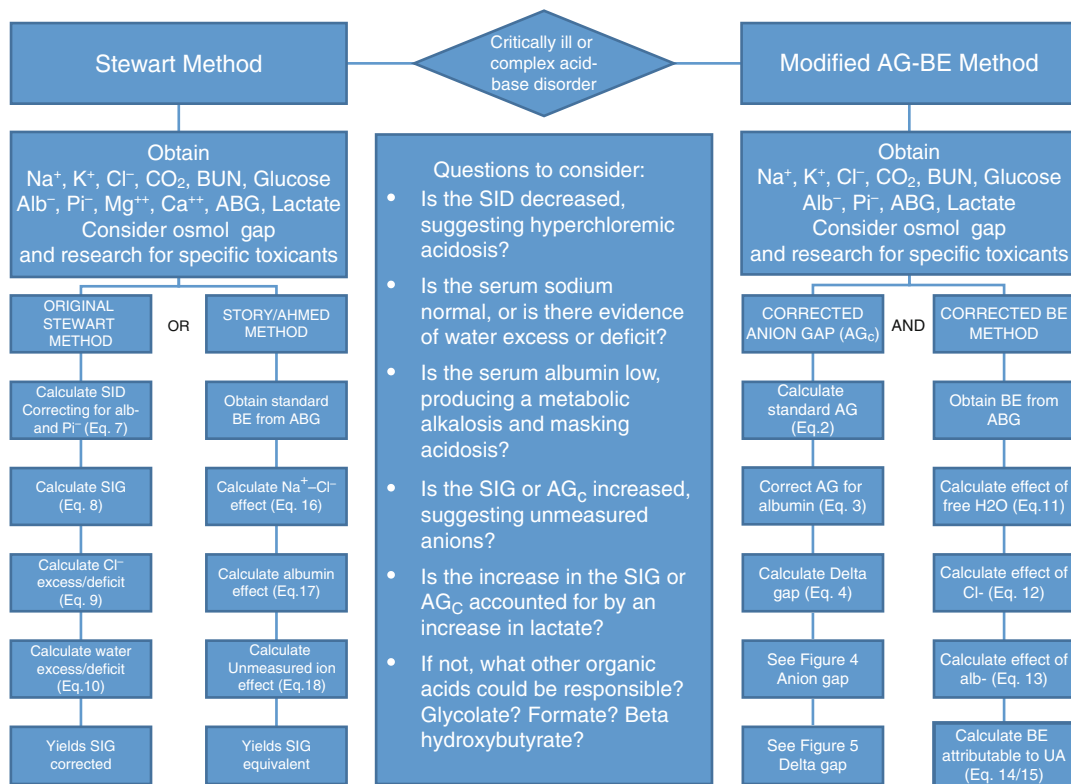 Stewart Method
Critically ill or
complex acid-
base disorder
Modified AG-BE Method
Obtain
Na⁺, K⁺, Cl⁻, CO₂, BUN, Glucose
Alb⁻, Pi⁻, Mg⁺⁺, Ca⁺⁺, ABG, Lactate
Consider osmol gap
and research for specific toxicants
ORIGINAL
STEWART
METHOD
OR
STORY/AHMED
METHOD
Calculate SID
Correcting for alb-
and Pi⁻ (Eq. 7)
Obtain standard
BE from ABG
Calculate SIG
(Eq. 8)
Calculate Na⁺–Cl⁻
effect (Eq. 16)
Calculate Cl⁻
excess/deficit
(Eq. 9)
Calculate albumin
effect (Eq.17)
Calculate water
excess/deficit
(Eq.10)
Calculate
Unmeasured ion
effect (Eq.18)
Yields SIG
corrected
Yields SIG
equivalent
Questions to consider:
• Is the SID decreased,
suggesting hyperchloremic
acidosis?
• Is the serum sodium
normal, or is there evidence
of water excess or deficit?
• Is the serum albumin low,
producing a metabolic
alkalosis and masking
acidosis?
• Is the SIG or AG_C increased,
suggesting unmeasured
anions?
• Is the increase in the SIG or
AG_C accounted for by an
increase in lactate?
• If not, what other organic
acids could be responsible?
Glycolate? Formate? Beta
hydroxybutyrate?
Obtain
Na⁺, K⁺, Cl⁻, CO₂, BUN, Glucose
Alb⁻, Pi⁻, ABG, Lactate
Consider osmol gap
and research for specific toxicants
CORRECTED
ANION GAP (AG_C)
AND
CORRECTED BE
METHOD
Calculate
standard AG
(Eq.2)
Obtain BE from
ABG
Correct AG for
albumin (Eq. 3)
Calculate effect of
free H2O (Eq.11)
Calculate Delta
gap (Eq. 4)
Calculate effect of
Cl- (Eq. 12)
See Figure 4
Anion gap
Calculate effect of
alb- (Eq. 13)
See Figure 5
Delta gap
Calculate BE
attributable to UA
(Eq. 14/15)